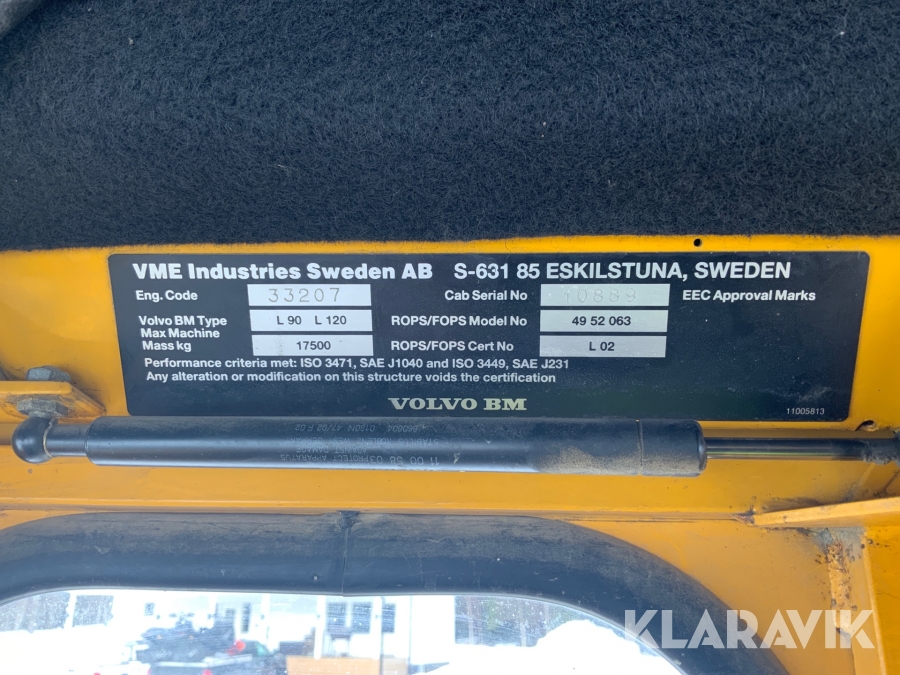 VME Industries Sweden AB S-631 85 ESKILSTUNA, SWEDEN
Eng. Code 33207 Cab Serial No 10889 EEC Approval Marks
Volvo BM Type L 90 L 120 ROPS/FOPS Model No 49 52 063
Max Machine
Mass kg 17500 ROPS/FOPS Cert No L 02
Performance criteria met: ISO 3471, SAE J1040 and ISO 3449, SAE J231
Any alteration or modification on this structure voids the certification
VOLVO BM
11005813
KLARAVIK